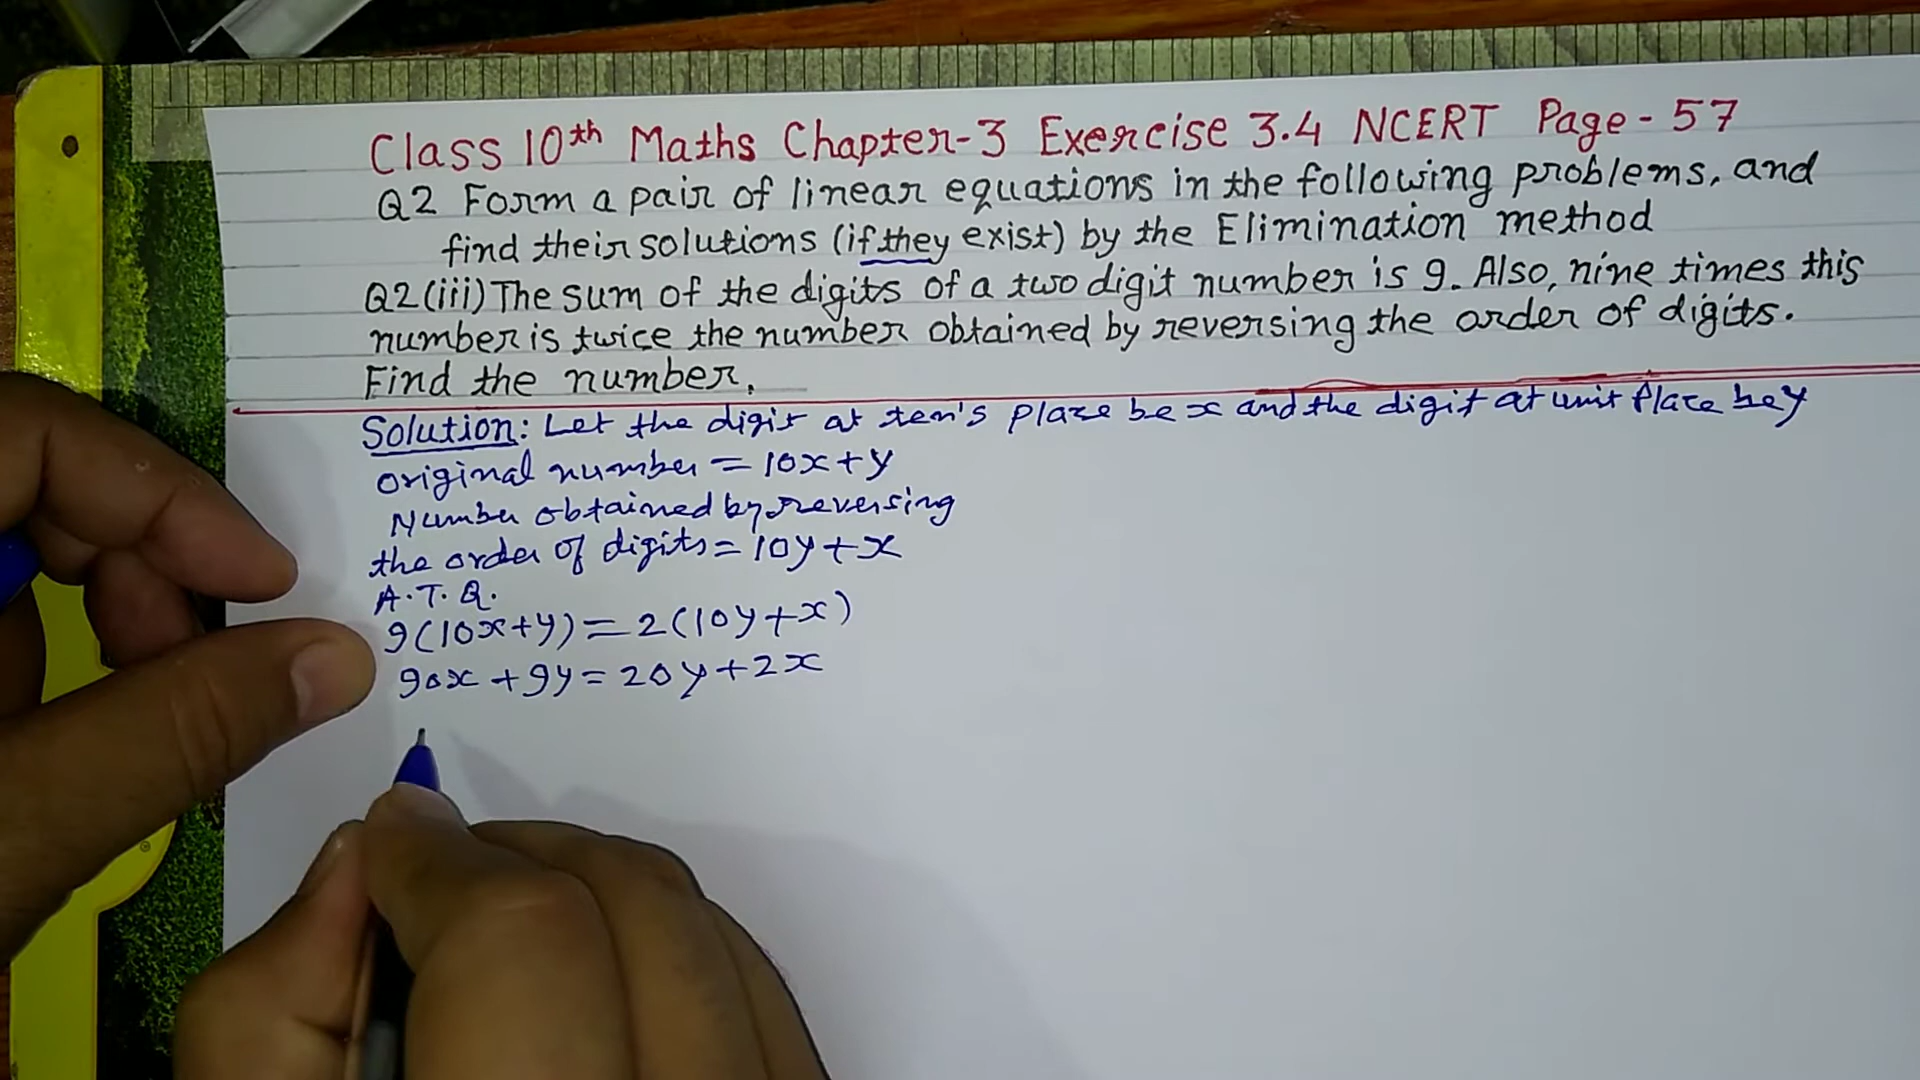 Class 10th Maths Chapter-3 Exercise 3.4 NCERT Page-57
Q2 Form a pair of linear equations in the following problems, and
find their solutions (if they exist) by the Elimination method
Q2(iii) The sum of the digits of a two digit number is 9. Also, nine times this
number is twice the number obtained by reversing the order of digits.
Find the number.
Solution: Let the digit at ten's place be x and the digit at unit place be y
original number = 10x+y
Number obtained by reversing
the order of digits = 10y+x
A.T.Q.
9(10x+y)=2(10y+x)
90x+9y=20y+2x